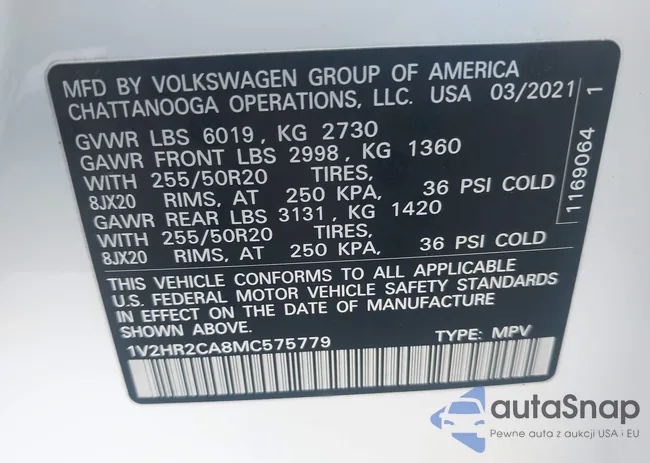 MFD BY VOLKSWAGEN GROUP OF AMERICA
CHATTANOOGA OPERATIONS, LLC. USA 03/2021
GVWR LBS 6019, KG 2730
GAWR FRONT LBS 2998, KG 1360
WITH 255/50R20 TIRES,
8JX20 RIMS, AT 250 KPA, 36 PSI COLD
GAWR REAR LBS 3131, KG 1420
WITH 255/50R20 TIRES,
8JX20 RIMS, AT 250 KPA, 36 PSI COLD
THIS VEHICLE CONFORMS TO ALL APPLICABLE
U.S. FEDERAL MOTOR VEHICLE SAFETY STANDARDS
IN EFFECT ON THE DATE OF MANUFACTURE
SHOWN ABOVE.
1V2HR2CA8MC575779 TYPE: MPV
1169064 1
autaSnap
Pewne auta z aukcji USA i EU